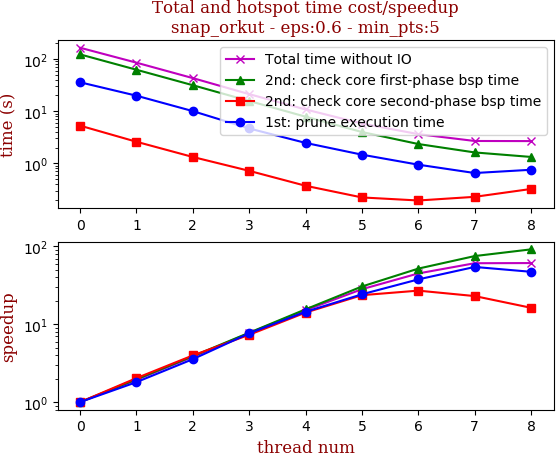 Total and hotspot time cost/speedup
snap_orkut - eps:0.6 - min_pts:5
time (s)
10²
10¹
10⁰
Total time without IO
2nd: check core first-phase bsp time
2nd: check core second-phase bsp time
1st: prune execution time
0 1 2 3 4 5 6 7 8
speedup
10²
10¹
10⁰
0 1 2 3 4 5 6 7 8
thread num